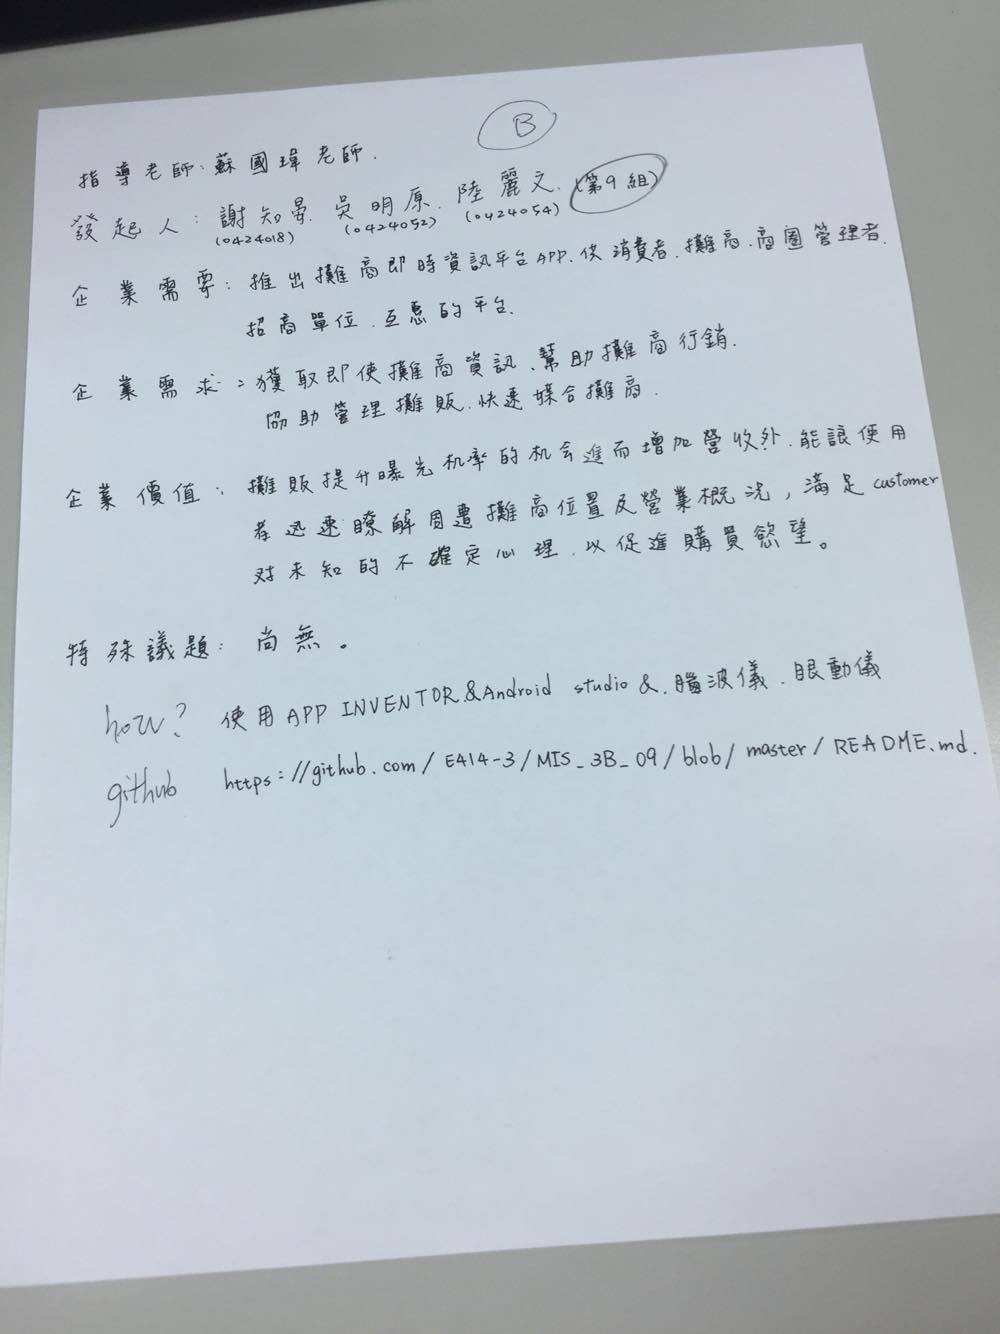 B
指導老師：蘇國瑋老師.
發起人：謝知晏.吳明原.陸麗文.(第9組)
(0424018) (0424052) (0424054)
企業需要：推出攤商即時資訊平台APP、供消費者、攤商、商圈管理者、
招商單位、互惠的平台.
企業需求：獲取即使攤商資訊、幫助攤商行銷.
協助管理攤販、快速媒合攤商.
企業價值：攤販提升曝光机率的机会進而增加營收外、能讓使用
者迅速瞭解周遭攤商位置及營業概況，滿足customer
対未知的不確定心理、以促進購買慾望。
特殊議題：尚無。
how? 使用APP INVENTOR&Android studio &、腦波儀、眼動儀
github https://github.com/E414-3/MIS_3B_09/blob/master/README.md.